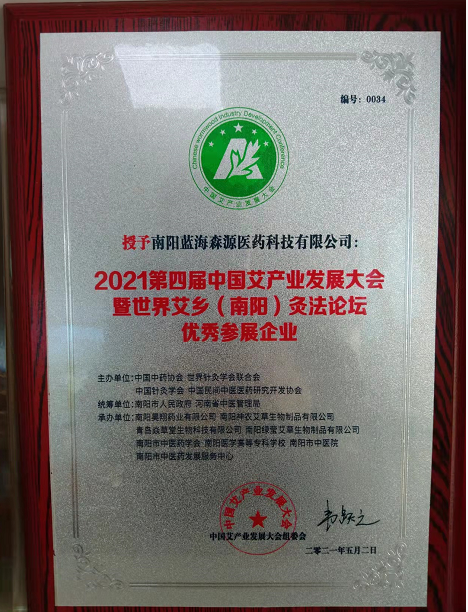 编号：0034
Chinese wormwood Industry Development Conference
中国艾产业发展大会
授予南阳蓝海森源医药科技有限公司：
2021第四届中国艾产业发展大会
暨世界艾乡（南阳）灸法论坛
优秀参展企业
主办单位:中国中药协会 世界针灸学会联合会
中国针灸学会 中国民间中医医药研究开发协会
统筹单位:南阳市人民政府 河南省中医管理局
承办单位:南阳昊翔药业有限公司 南阳神农艾草生物制品有限公司
青岛焱草堂生物科技有限公司 南阳绿莹艾草生物制品有限公司
南阳市中医药学会 南阳医学高等专科学校 南阳市中医院
南阳市中医药发展服务中心
中国艾产业发展大会
中国艾产业发展大会组委会
二零二一年五月二日